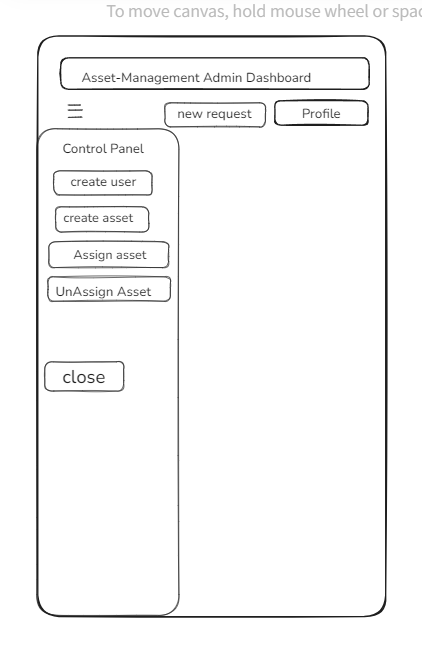 To move canvas, hold mouse wheel or spac
Asset-Management Admin Dashboard
new request
Profile
Control Panel
create user
create asset
Assign asset
UnAssign Asset
close